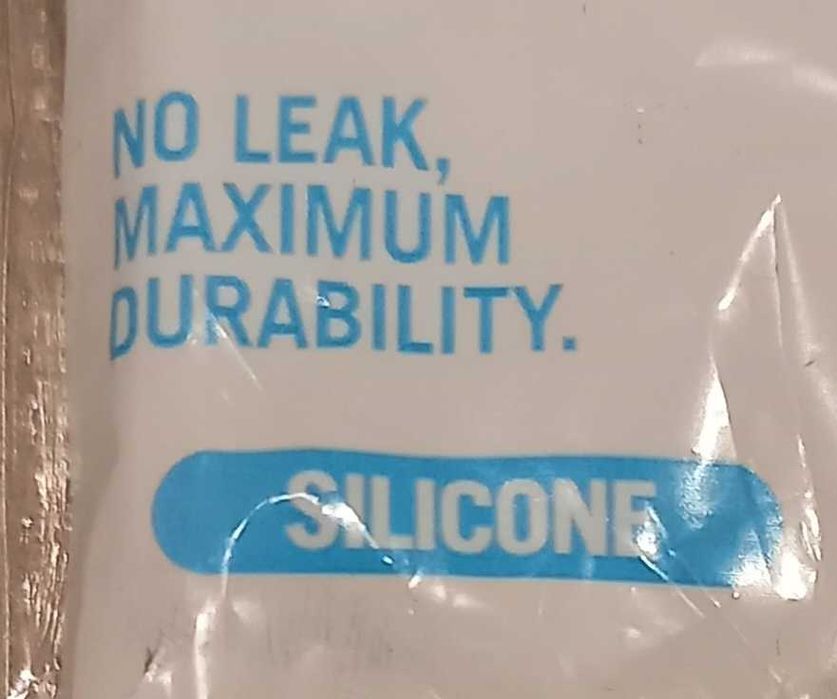 NO LEAK,
MAXIMUM
DURABILITY.
SILICONE